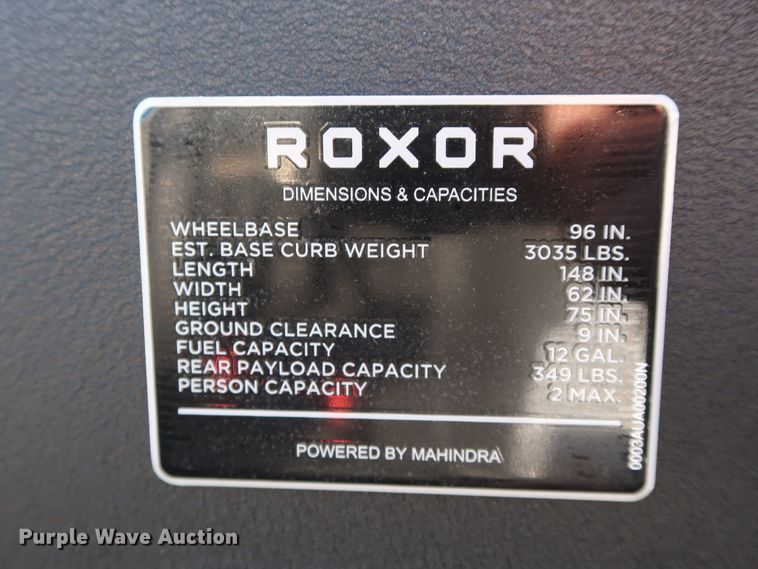 ROXOR
DIMENSIONS & CAPACITIES
WHEELBASE 96 IN.
EST. BASE CURB WEIGHT 3035 LBS.
LENGTH 148 IN.
WIDTH 62 IN.
HEIGHT 75 IN.
GROUND CLEARANCE 9 IN.
FUEL CAPACITY 12 GAL.
REAR PAYLOAD CAPACITY 349 LBS.
PERSON CAPACITY 2 MAX.
POWERED BY MAHINDRA
0003AUA00200N
Purple Wave Auction